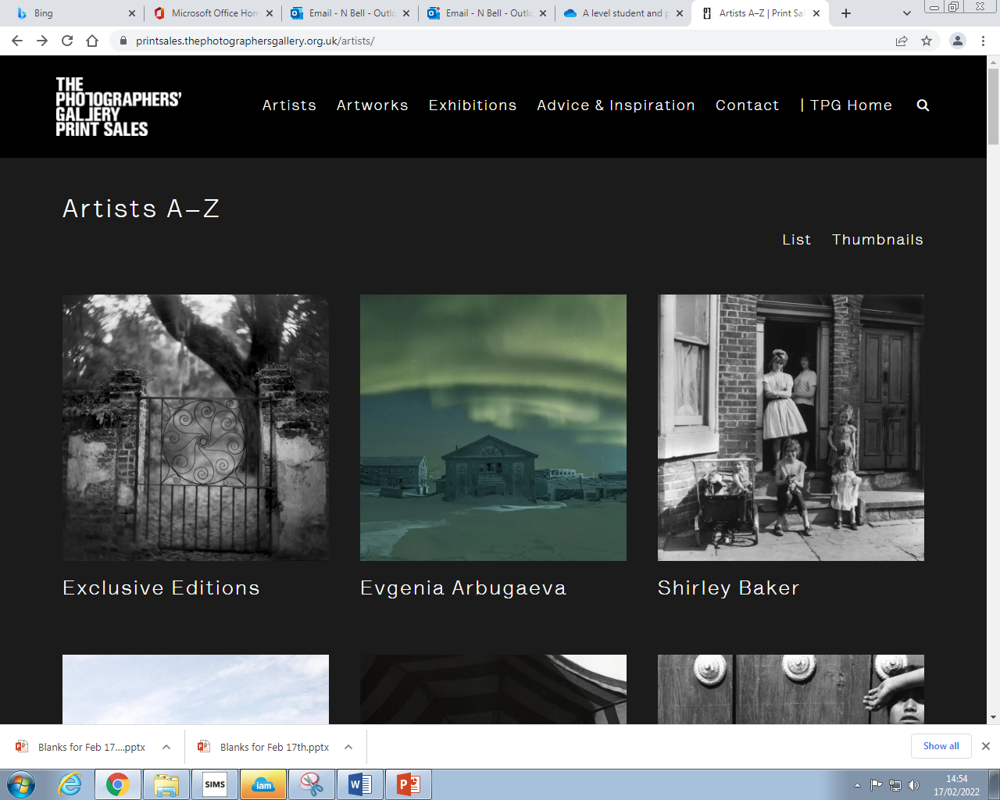 Bing
Microsoft Office Hom
Email - N Bell - Outlo
Email - N Bell - Outlo
A level student and p
Artists A–Z | Print Sal
printsales.thephotographersgallery.org.uk/artists/
THE
PHOTOGRAPHERS'
GALLERY
PRINT SALES
Artists
Artworks
Exhibitions
Advice & Inspiration
Contact
| TPG Home
Artists A–Z
List
Thumbnails
Exclusive Editions
Evgenia Arbugaeva
Shirley Baker
Blanks for Feb 17....pptx
Blanks for Feb 17th.pptx
Show all
SIMS
iam
14:54
17/02/2022